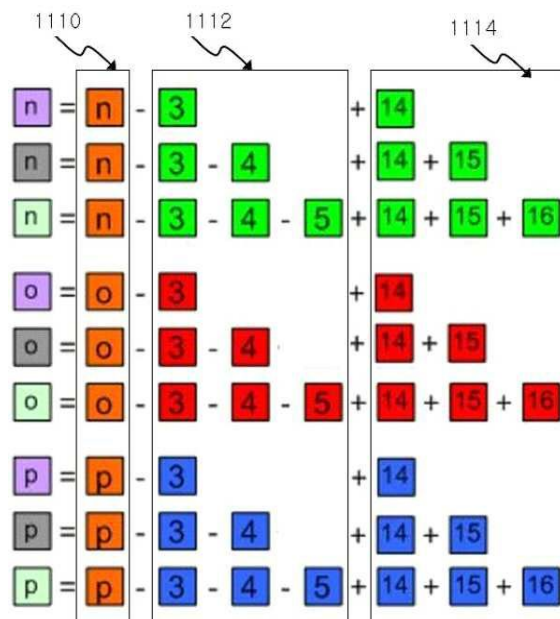 1110 1112 1114
n = n - 3 + 14
n = n - 3 - 4 + 14 + 15
n = n - 3 - 4 - 5 + 14 + 15 + 16
o = o - 3 + 14
o = o - 3 - 4 + 14 + 15
o = o - 3 - 4 - 5 + 14 + 15 + 16
p = p - 3 + 14
p = p - 3 - 4 + 14 + 15
p = p - 3 - 4 - 5 + 14 + 15 + 16